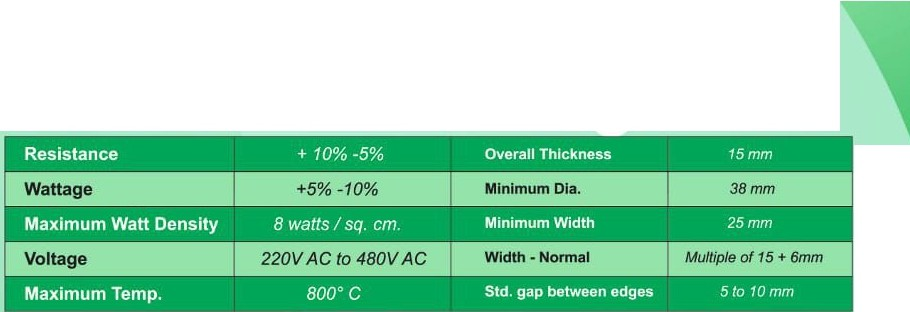 Resistance + 10% -5% Overall Thickness 15 mm
Wattage +5% -10% Minimum Dia. 38 mm
Maximum Watt Density 8 watts / sq. cm. Minimum Width 25 mm
Voltage 220V AC to 480V AC Width - Normal Multiple of 15 + 6mm
Maximum Temp. 800° C Std. gap between edges 5 to 10 mm